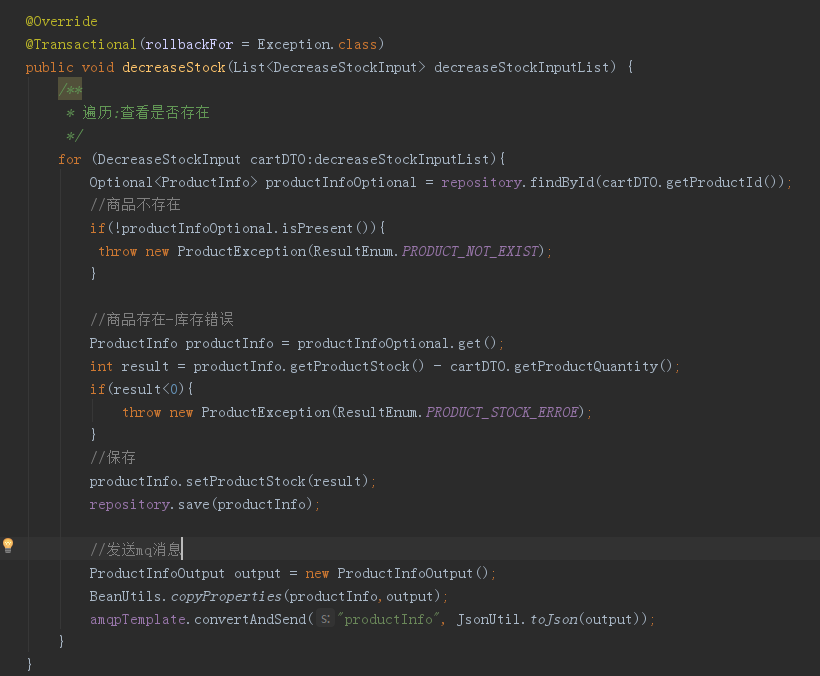 @Override
@Transactional(rollbackFor = Exception.class)
public void decreaseStock(List<DecreaseStockInput> decreaseStockInputList) {
/**
* 遍历:查看是否存在
*/
for (DecreaseStockInput cartDTO:decreaseStockInputList){
Optional<ProductInfo> productInfoOptional = repository.findById(cartDTO.getProductId());
//商品不存在
if(!productInfoOptional.isPresent()){
throw new ProductException(ResultEnum.PRODUCT_NOT_EXIST);
}
//商品存在-库存错误
ProductInfo productInfo = productInfoOptional.get();
int result = productInfo.getProductStock() - cartDTO.getProductQuantity();
if(result<0){
throw new ProductException(ResultEnum.PRODUCT_STOCK_ERROE);
}
//保存
productInfo.setProductStock(result);
repository.save(productInfo);
//发送mq消息
ProductInfoOutput output = new ProductInfoOutput();
BeanUtils.copyProperties(productInfo,output);
amqpTemplate.convertAndSend( s: "productInfo", JsonUtil.toJson(output));
}
}